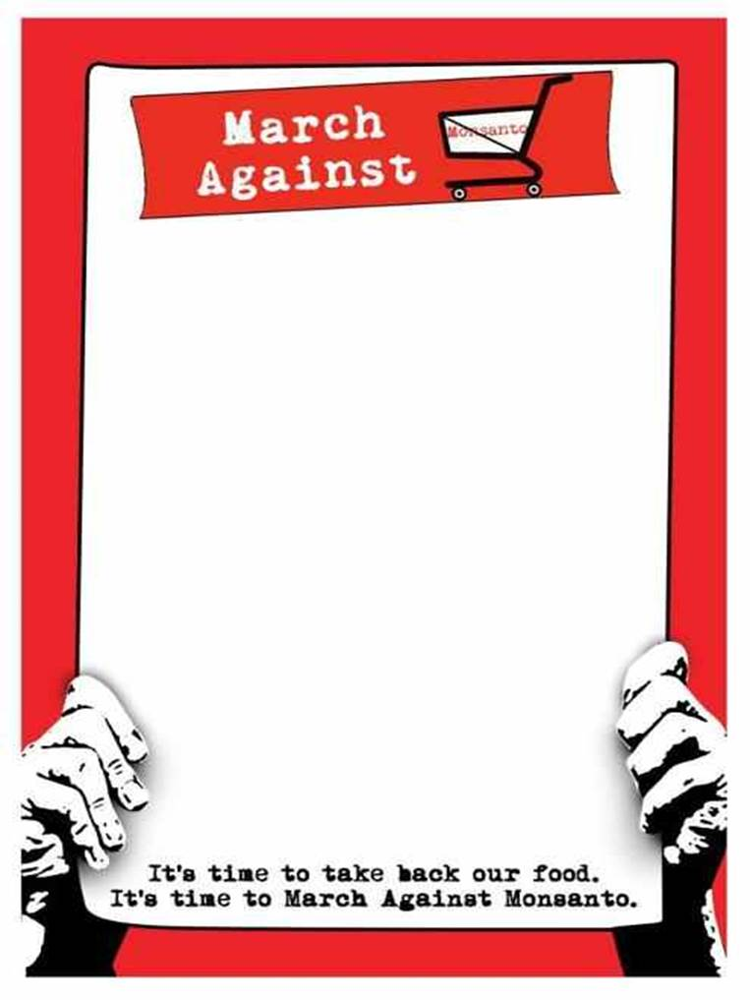 March
Against
Monsanto
It's time to take back our food.
It's time to March Against Monsanto.